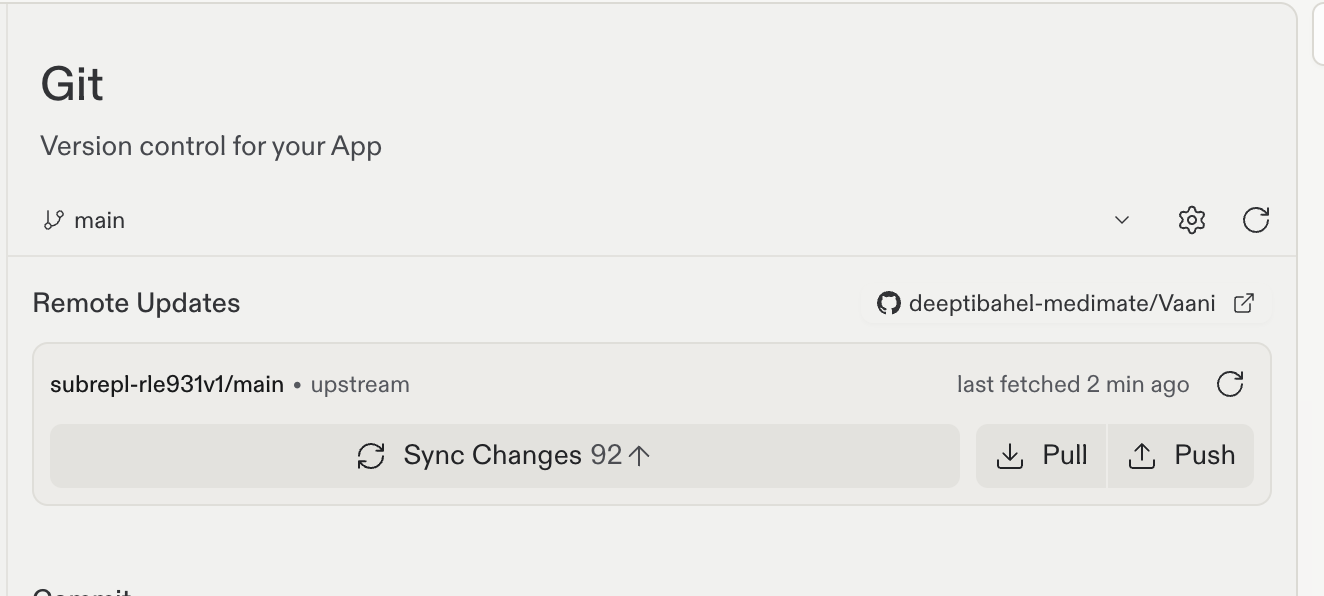 Git
Version control for your App
main
Remote Updates deeptibahel-medimate/Vaani
subrepl-rle931v1/main • upstream last fetched 2 min ago
Sync Changes 92↑ Pull Push
Commit